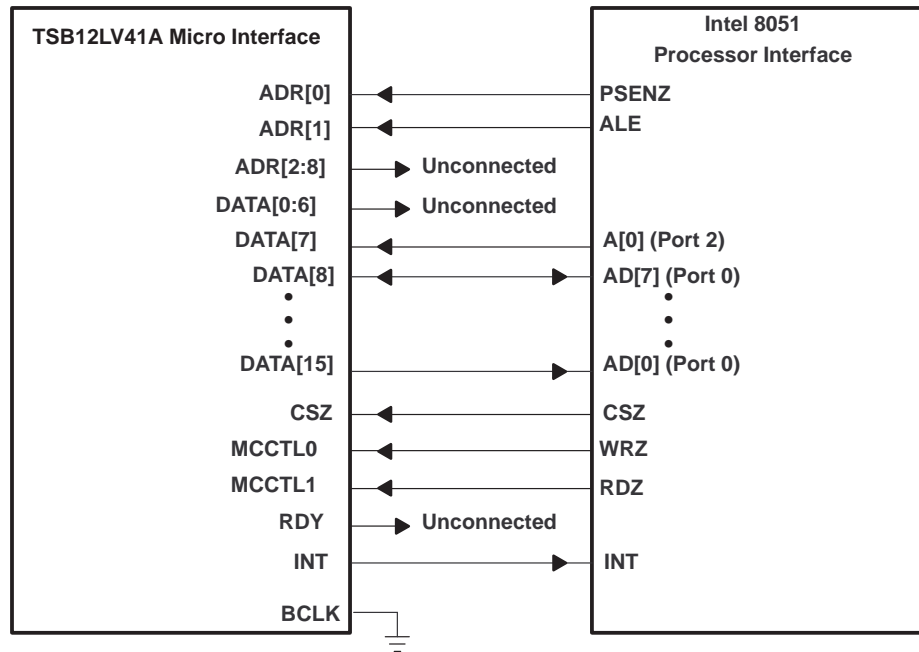 TSB12LV41A Micro Interface
Intel 8051
Processor Interface
ADR[0]
PSENZ
ADR[1]
ALE
ADR[2:8]
Unconnected
DATA[0:6]
Unconnected
DATA[7]
A[0] (Port 2)
DATA[8]
AD[7] (Port 0)
DATA[15]
AD[0] (Port 0)
CSZ
CSZ
MCCTL0
WRZ
MCCTL1
RDZ
RDY
Unconnected
INT
INT
BCLK